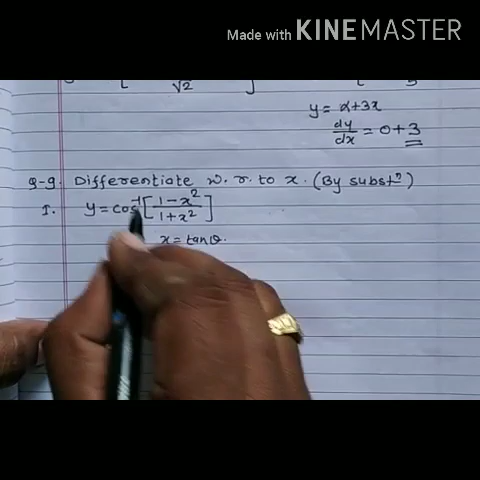 Made with KINEMASTER
√2
y = α+3x
dy/dx = 0+3
Q-9. Differentiate w. r. to x. (By substⁿ)
I. y = cos⁻¹[1-x²/1+x²]
x = tanθ.